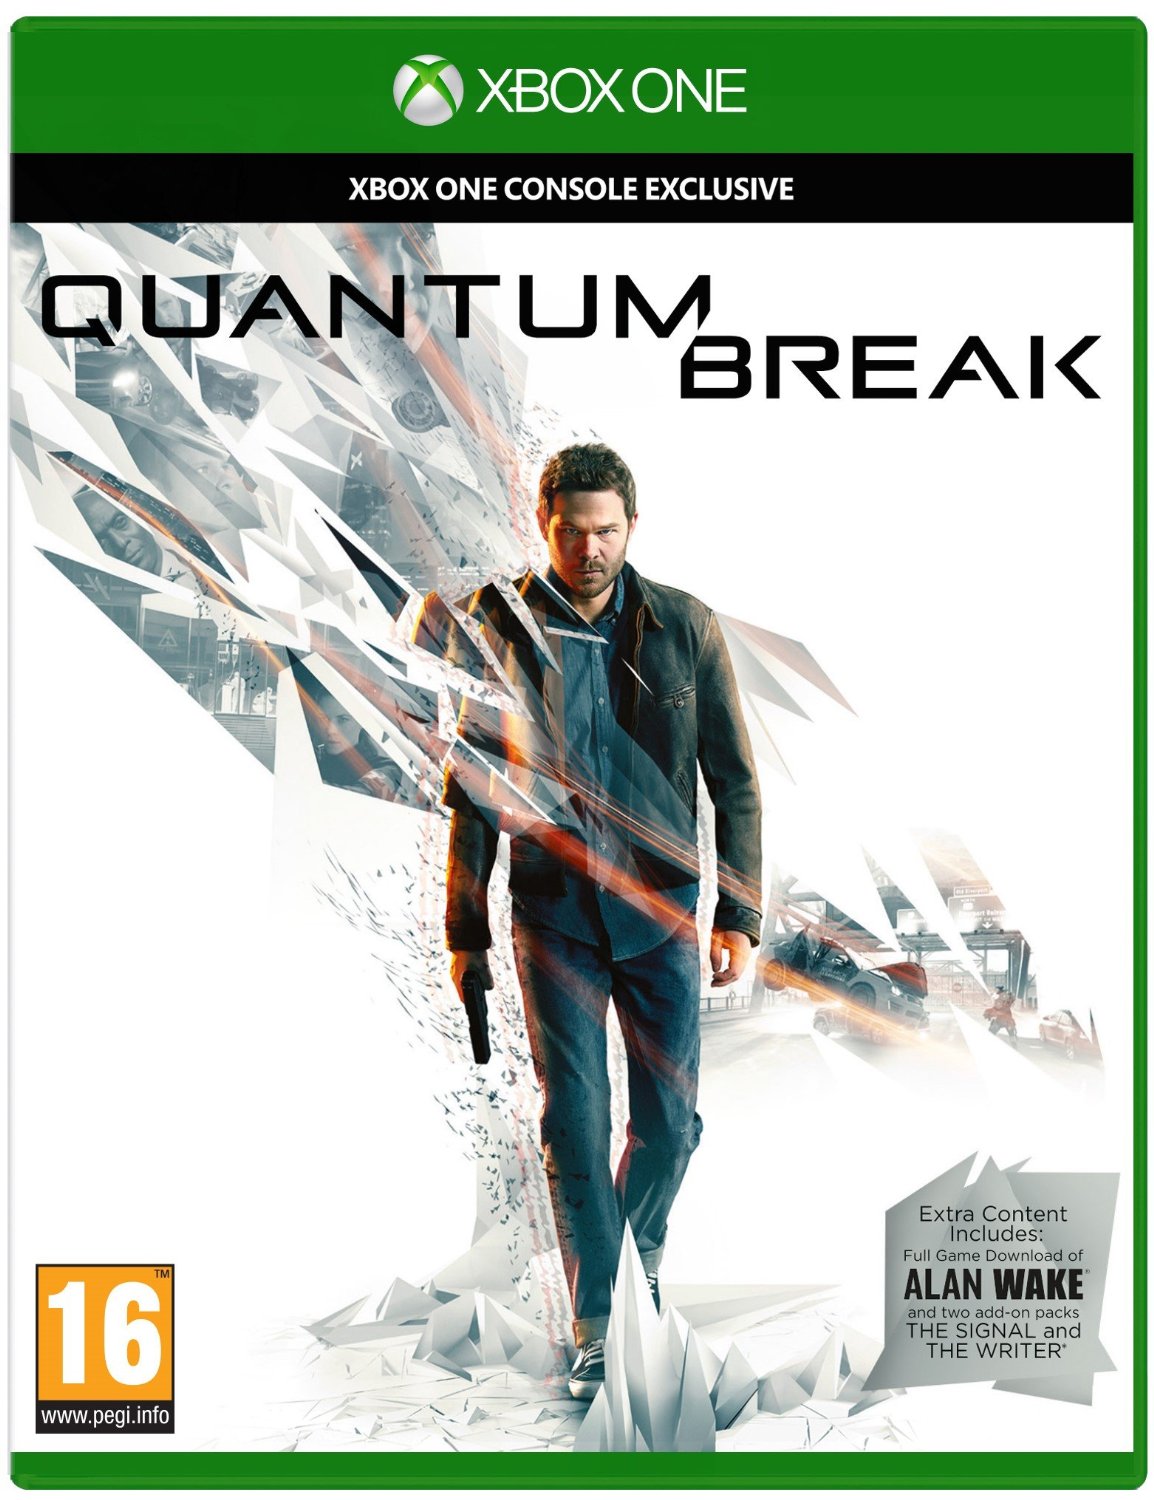 XBOX ONE
XBOX ONE CONSOLE EXCLUSIVE
QUANTUM
BREAK
Extra Content
Includes:
Full Game Download of
ALAN WAKE®
and two add-on packs
THE SIGNAL and
THE WRITER*
16™
www.pegi.info